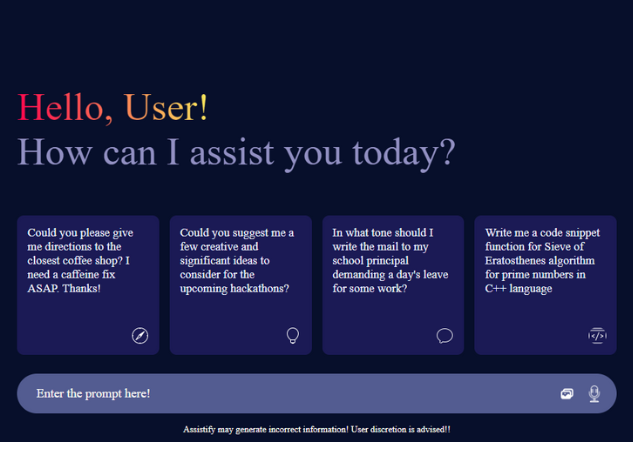 Hello, User!
How can I assist you today?
Could you please give
me directions to the
closest coffee shop? I
need a caffeine fix
ASAP. Thanks!
Could you suggest me a
few creative and
significant ideas to
consider for the
upcoming hackathons?
In what tone should I
write the mail to my
school principal
demanding a day's leave
for some work?
Write me a code snippet
function for Sieve of
Eratosthenes algorithm
for prime numbers in
C++ language
Enter the prompt here!
Assistify may generate incorrect information! User discretion is advised!!